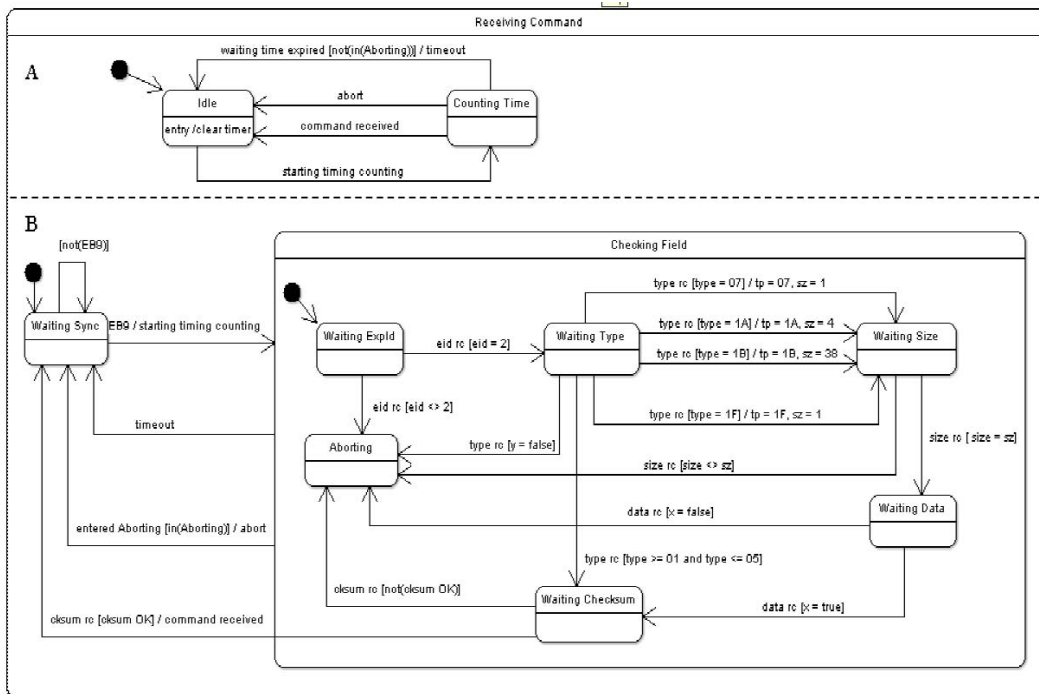 Receiving Command
A
waiting time expired [not(in(Aborting))] / timeout
Idle
entry /clear timer
abort
command received
Counting Time
starting timing counting
B
[not(EB9)]
Waiting Sync
EB9 / starting timing counting
timeout
entered Aborting [in(Aborting)] / abort
cksum rc [cksum OK] / command received
Checking Field
Waiting ExpId
eid rc [eid = 2]
Waiting Type
type rc [type = 07] / tp = 07, sz = 1
type rc [type = 1A] / tp = 1A, sz = 4
type rc [type = 1B] / tp = 1B, sz = 38
Waiting Size
type rc [type = 1F] / tp = 1F, sz = 1
eid rc [eid <> 2]
Aborting
type rc [y = false]
size rc [ size = sz]
size rc [size <> sz]
Waiting Data
data rc [x = false]
type rc [type >= 01 and type <= 05]
cksum rc [not(cksum OK)]
Waiting Checksum
data rc [x = true]